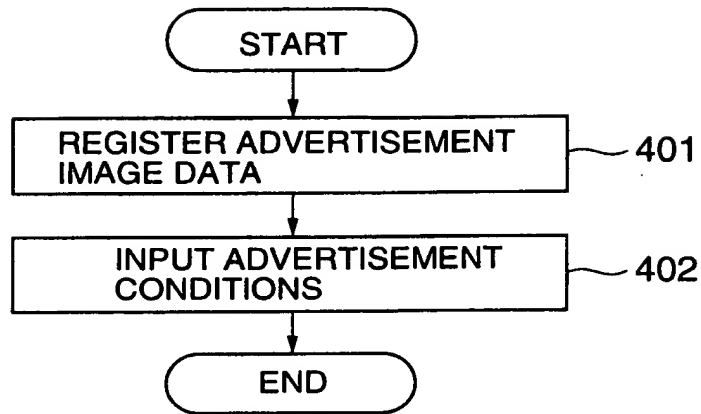 START
REGISTER ADVERTISEMENT
IMAGE DATA
401
INPUT ADVERTISEMENT
CONDITIONS
402
END